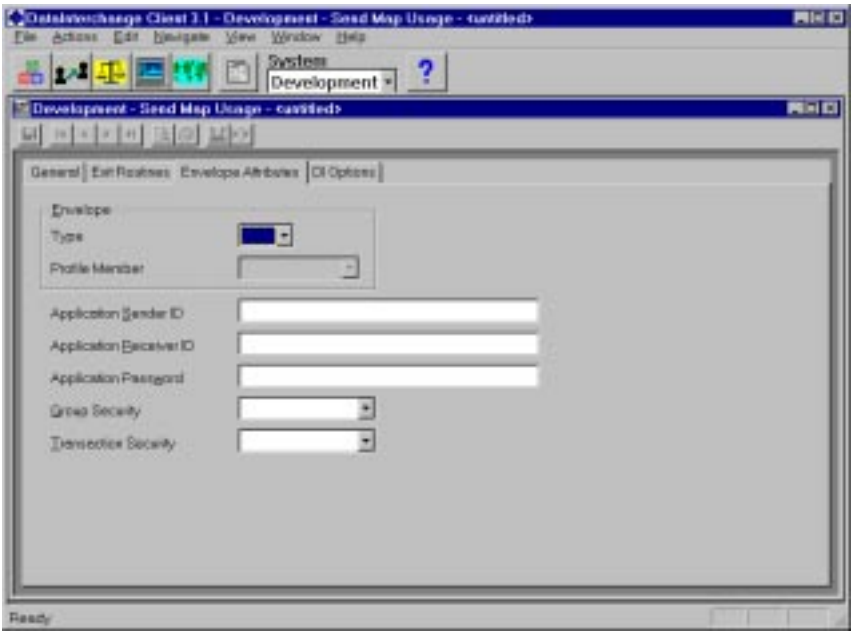 DataInterchange Client 3.1 - Development - Send Map Usage - <untitled>
File Actions Edit Navigate View Window Help
System
Development
?
Development - Send Map Usage - <untitled>
General Exit Routines Envelope Attributes DI Options
Envelope
Type
Profile Member
Application Sender ID
Application Receiver ID
Application Password
Group Security
Transaction Security
Ready